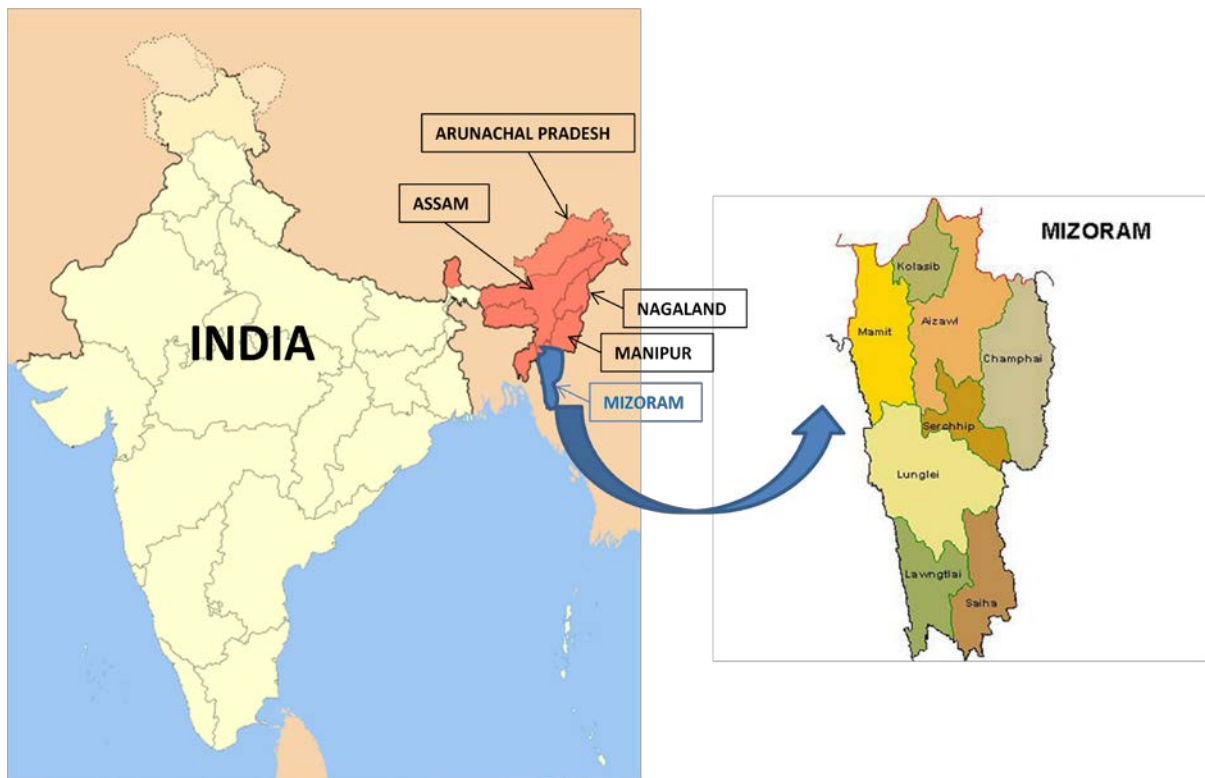 ARUNACHAL PRADESH
ASSAM
INDIA
NAGALAND
MANIPUR
MIZORAM
MIZORAM
Kolasib
Mamit
Aizawl
Champhai
Serchhip
Lunglei
Lawngtlai
Saiha